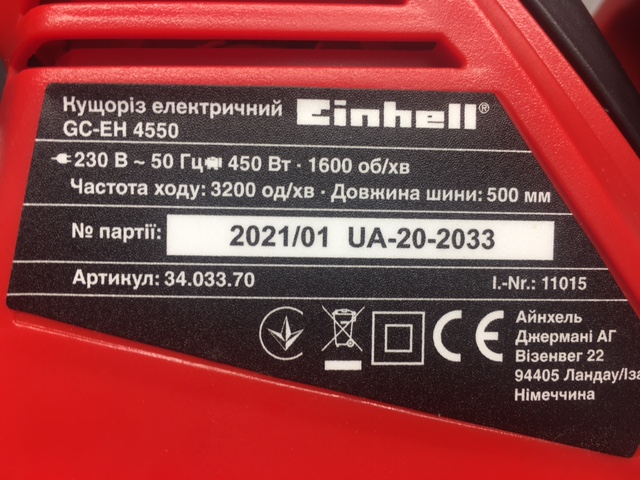 Кущоріз електричний
GC-EH 4550
Einhell®
230 В ~ 50 Гц 450 Вт · 1600 об/хв
Частота ходу: 3200 од/хв · Довжина шини: 500 мм
№ партії: 2021/01 UA-20-2033
Артикул: 34.033.70
I.-Nr.: 11015
CE
Айнхель
Джермані АГ
Візенвег 22
94405 Ландау/Іза
Німеччина